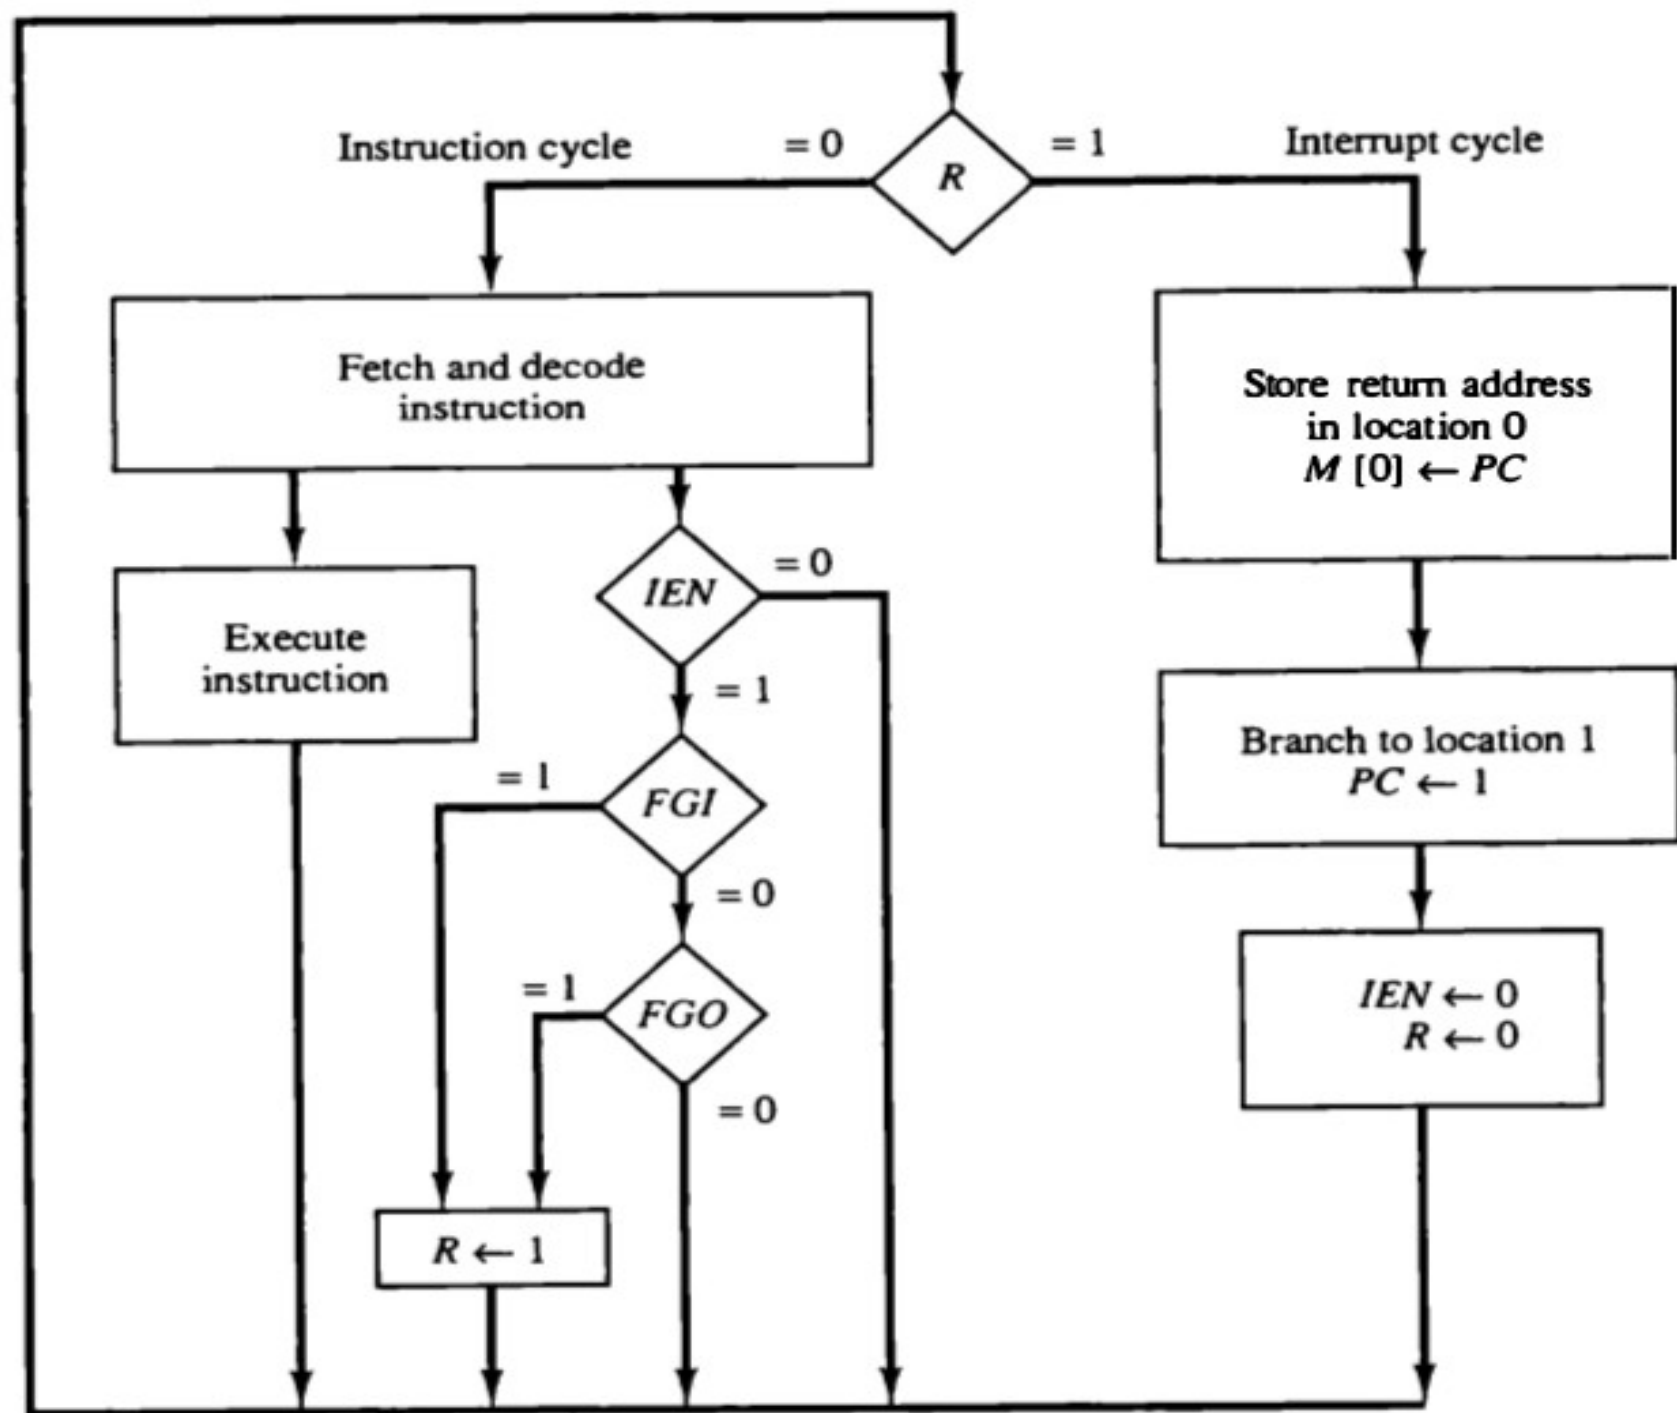 Instruction cycle
= 0
R
= 1
Interrupt cycle
Fetch and decode
instruction
Store return address
in location 0
M [0] ← PC
Execute
instruction
IEN
= 0
= 1
Branch to location 1
PC ← 1
FGI
= 1
= 0
FGO
= 1
= 0
IEN ← 0
R ← 0
R ← 1